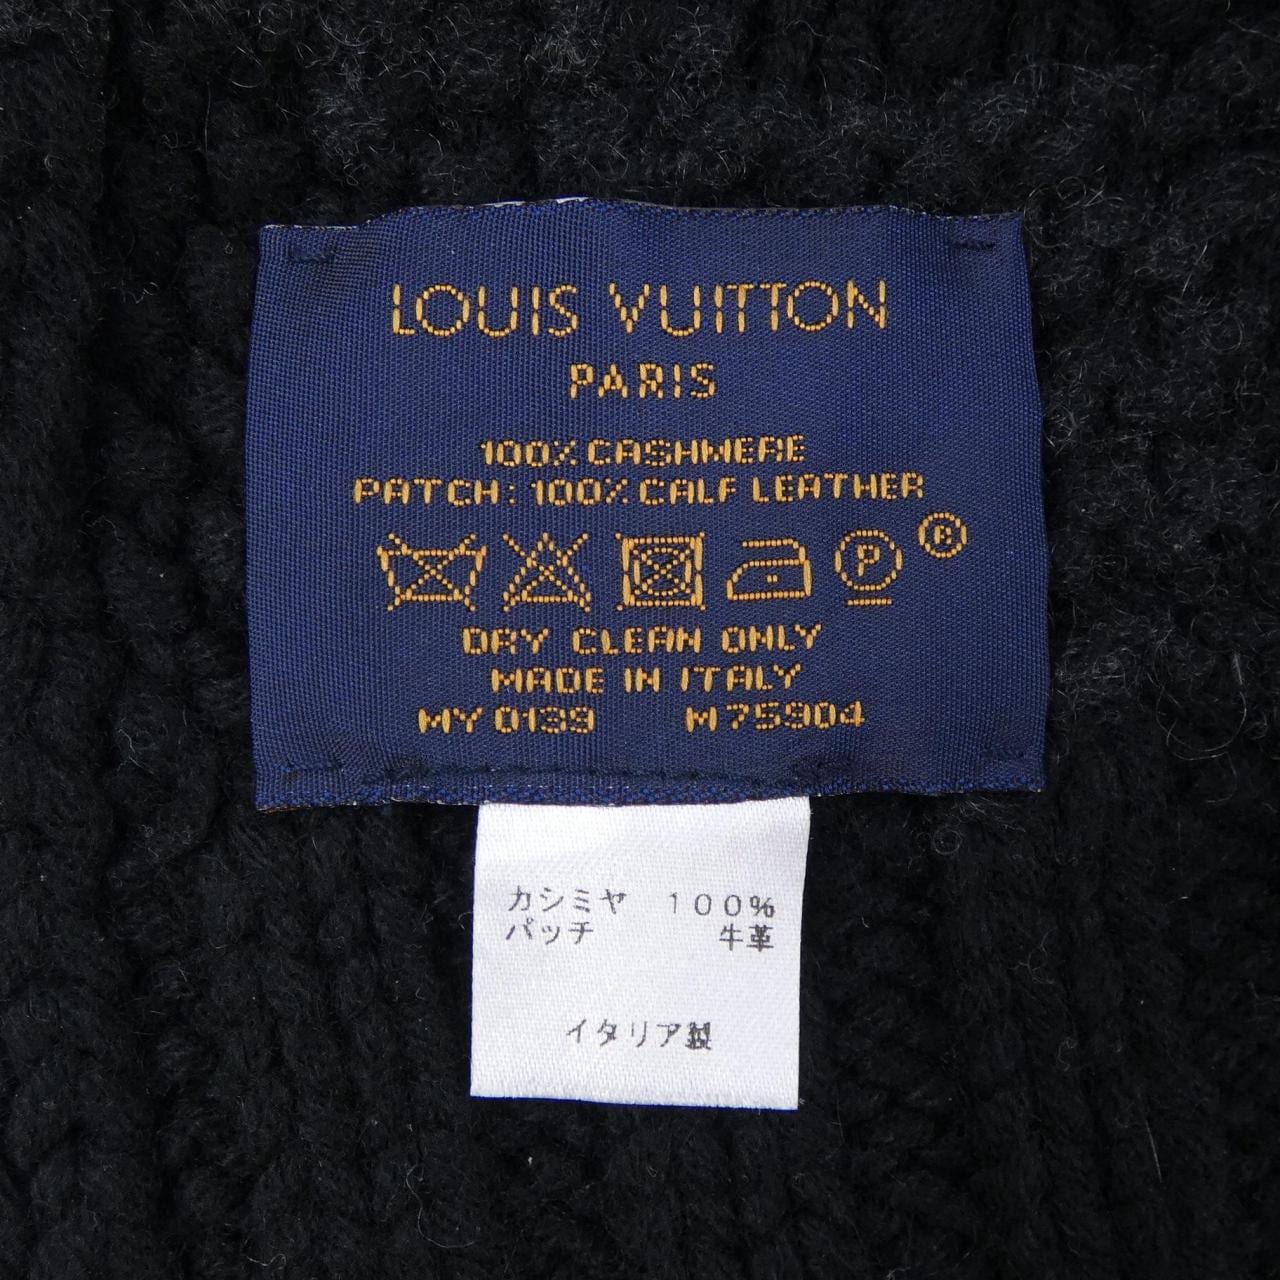 LOUIS VUITTON
PARIS
100% CASHMERE
PATCH: 100% CALF LEATHER
P ®
DRY CLEAN ONLY
MADE IN ITALY
MY 0139 M75904
カシミヤ 100%
パッチ 牛革
イタリア製